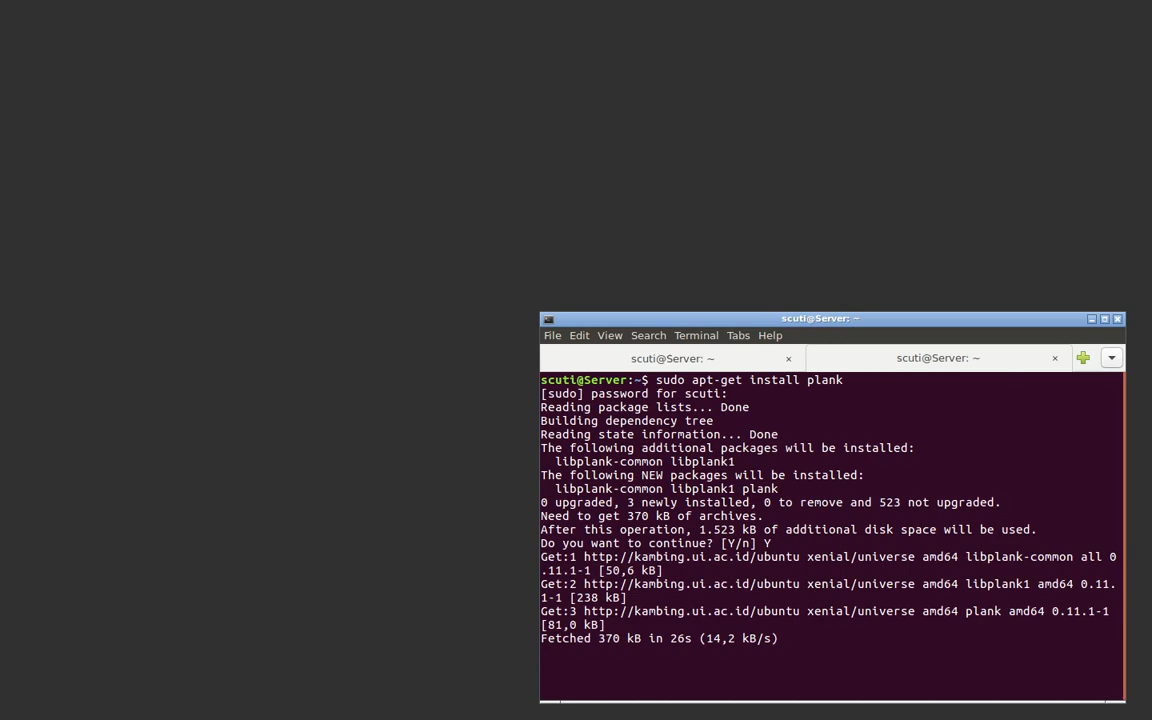 scuti@Server: ~
File Edit View Search Terminal Tabs Help
scuti@Server: ~ × scuti@Server: ~ ×
scuti@Server:~$ sudo apt-get install plank
[sudo] password for scuti:
Reading package lists... Done
Building dependency tree
Reading state information... Done
The following additional packages will be installed:
  libplank-common libplank1
The following NEW packages will be installed:
  libplank-common libplank1 plank
0 upgraded, 3 newly installed, 0 to remove and 523 not upgraded.
Need to get 370 kB of archives.
After this operation, 1.523 kB of additional disk space will be used.
Do you want to continue? [Y/n] Y
Get:1 http://kambing.ui.ac.id/ubuntu xenial/universe amd64 libplank-common all 0
.11.1-1 [50,6 kB]
Get:2 http://kambing.ui.ac.id/ubuntu xenial/universe amd64 libplank1 amd64 0.11.
1-1 [238 kB]
Get:3 http://kambing.ui.ac.id/ubuntu xenial/universe amd64 plank amd64 0.11.1-1
[81,0 kB]
Fetched 370 kB in 26s (14,2 kB/s)